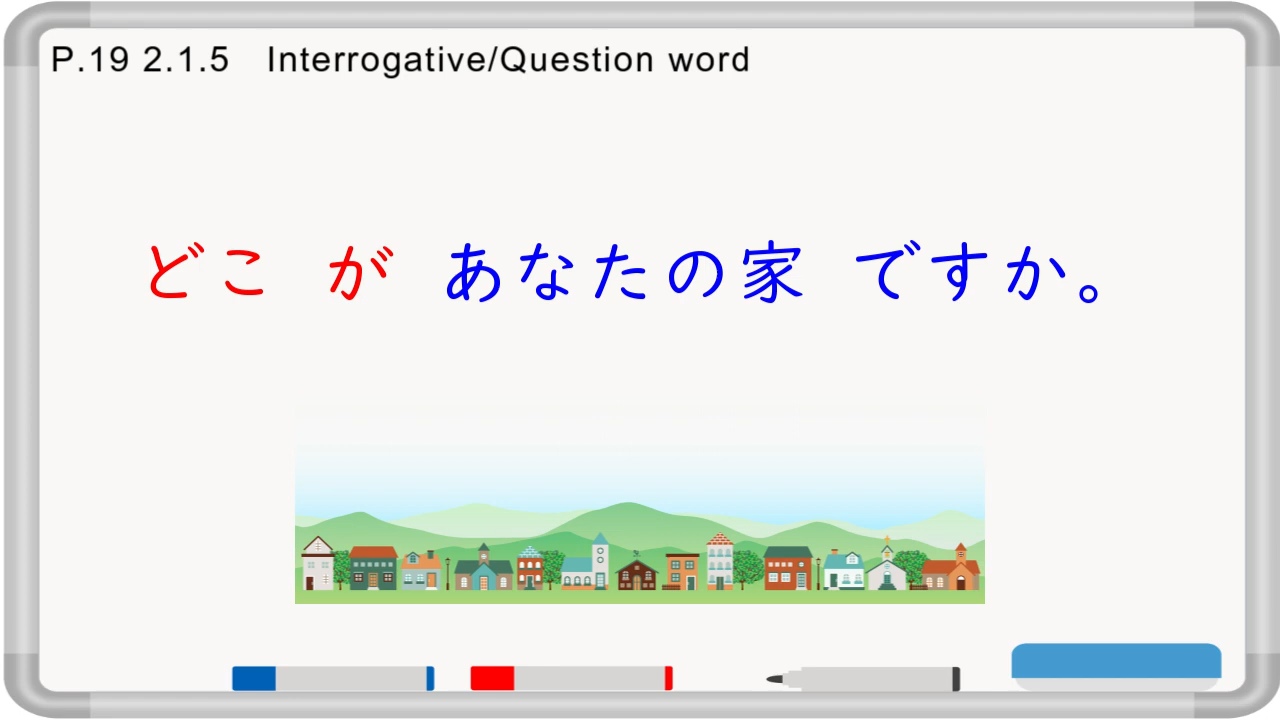 P.19 2.1.5　Interrogative/Question word
どこ が あなたの家 ですか。